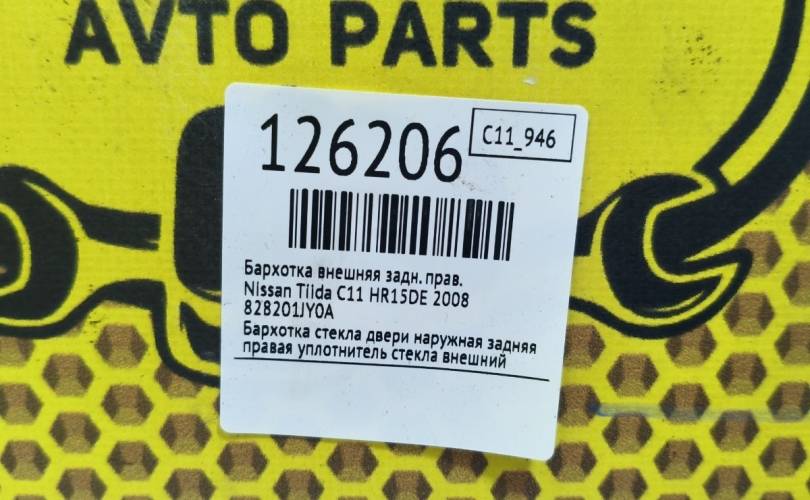 AVTO PARTS
126206
C11_946
Бархотка внешняя задн. прав.
Nissan Tiida C11 HR15DE 2008
828201JY0A
Бархотка стекла двери наружная задняя
правая уплотнитель стекла внешний